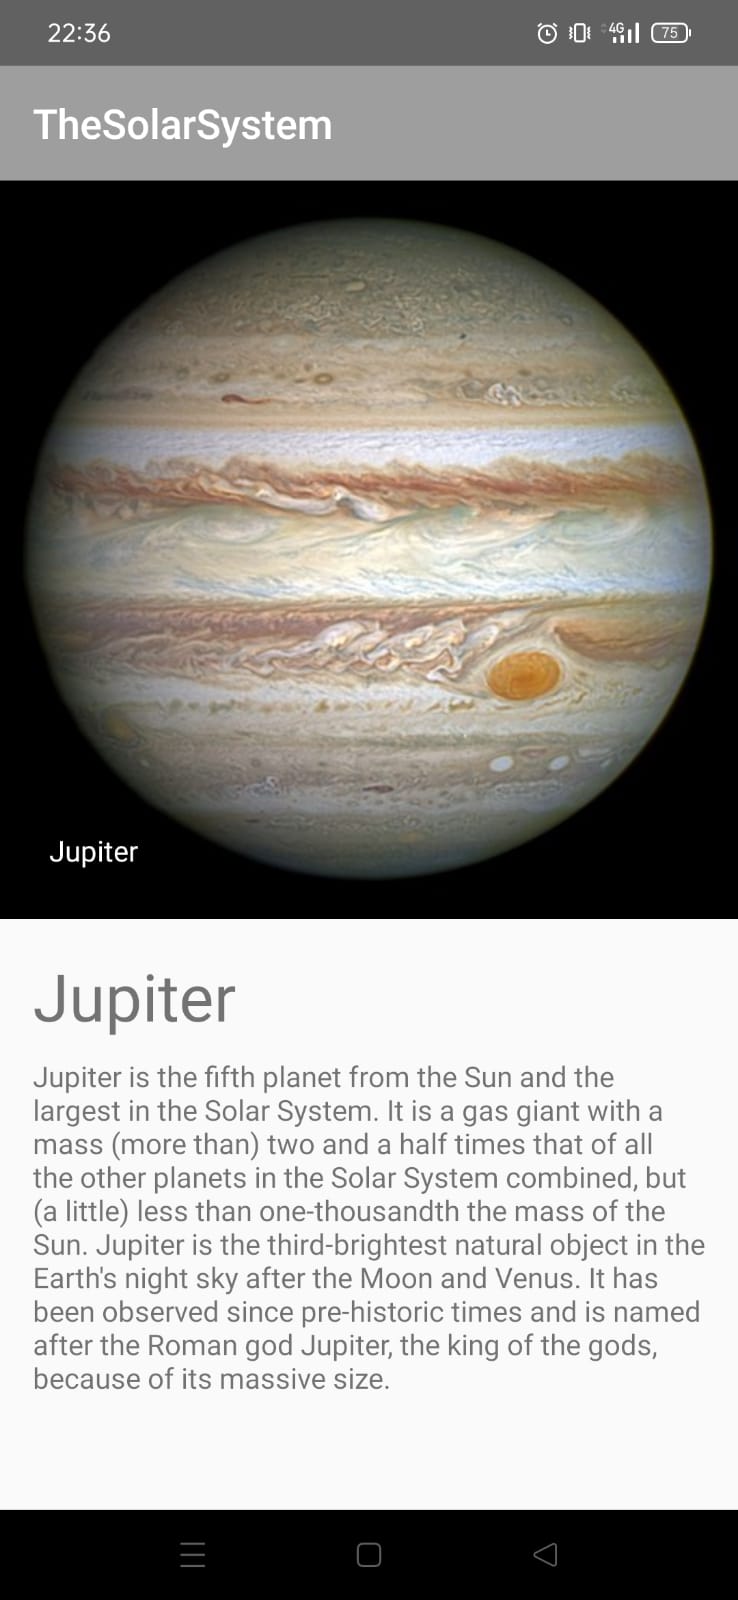 22:36
4G
75
TheSolarSystem
Jupiter
Jupiter
Jupiter is the fifth planet from the Sun and the
largest in the Solar System. It is a gas giant with a
mass (more than) two and a half times that of all
the other planets in the Solar System combined, but
(a little) less than one-thousandth the mass of the
Sun. Jupiter is the third-brightest natural object in the
Earth's night sky after the Moon and Venus. It has
been observed since pre-historic times and is named
after the Roman god Jupiter, the king of the gods,
because of its massive size.